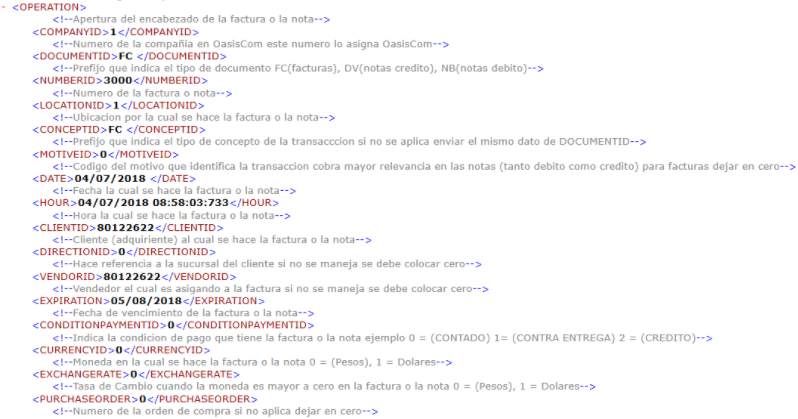 - <OPERATION>
<!--Apertura del encabezado de la factura o la nota-->
<COMPANYID>1</COMPANYID>
<!--Numero de la compañia en OasisCom este numero lo asigna OasisCom-->
<DOCUMENTID>FC </DOCUMENTID>
<!--Prefijo que indica el tipo de documento FC(facturas), DV(notas credito), NB(notas debito)-->
<NUMBERID>3000</NUMBERID>
<!--Numero de la factura o nota-->
<LOCATIONID>1</LOCATIONID>
<!--Ubicacion por la cual se hace la factura o la nota-->
<CONCEPTID>FC </CONCEPTID>
<!--Prefijo que indica el tipo de concepto de la transacccion si no se aplica enviar el mismo dato de DOCUMENTID-->
<MOTIVEID>0</MOTIVEID>
<!--Codigo del motivo que identifica la transaccion cobra mayor relevancia en las notas (tanto debito como credito) para facturas dejar en cero-->
<DATE>04/07/2018 </DATE>
<!--Fecha la cual se hace la factura o la nota-->
<HOUR>04/07/2018 08:58:03:733</HOUR>
<!--Hora la cual se hace la factura o la nota-->
<CLIENTID>80122622</CLIENTID>
<!--Cliente (adquiriente) al cual se hace la factura o la nota-->
<DIRECTIONID>0</DIRECTIONID>
<!--Hace referencia a la sucursal del cliente si no se maneja se debe colocar cero-->
<VENDORID>80122622</VENDORID>
<!--Vendedor el cual es asigando a la factura si no se maneja se debe colocar cero-->
<EXPIRATION>05/08/2018</EXPIRATION>
<!--Fecha de vencimiento de la factura o la nota-->
<CONDITIONPAYMENTID>0</CONDITIONPAYMENTID>
<!--Indica la condicion de pago que tiene la factura o la nota ejemplo 0 = (CONTADO) 1= (CONTRA ENTREGA) 2 = (CREDITO)-->
<CURRENCYID>0</CURRENCYID>
<!--Moneda en la cual se hace la factura o la nota 0 = (Pesos), 1 = Dolares-->
<EXCHANGERATE>0</EXCHANGERATE>
<!--Tasa de Cambio cuando la moneda es mayor a cero en la factura o la nota 0 = (Pesos), 1 = Dolares-->
<PURCHASEORDER>0</PURCHASEORDER>
<!--Numero de la orden de compra si no aplica dejar en cero-->